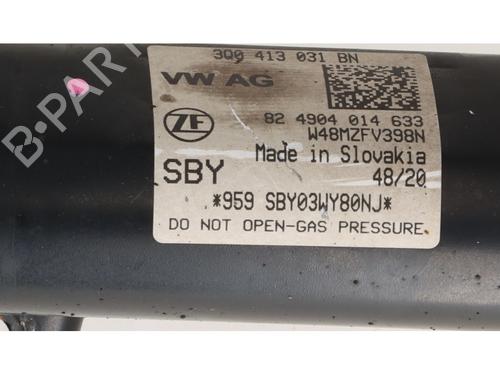 3Q0 413 031 BN
VW AG
82 4904 014 633
ZF
W48MZFV398N
Made in Slovakia
SBY
48/20
*959 SBY03WY80NJ*
DO NOT OPEN-GAS PRESSURE
B-PARTS